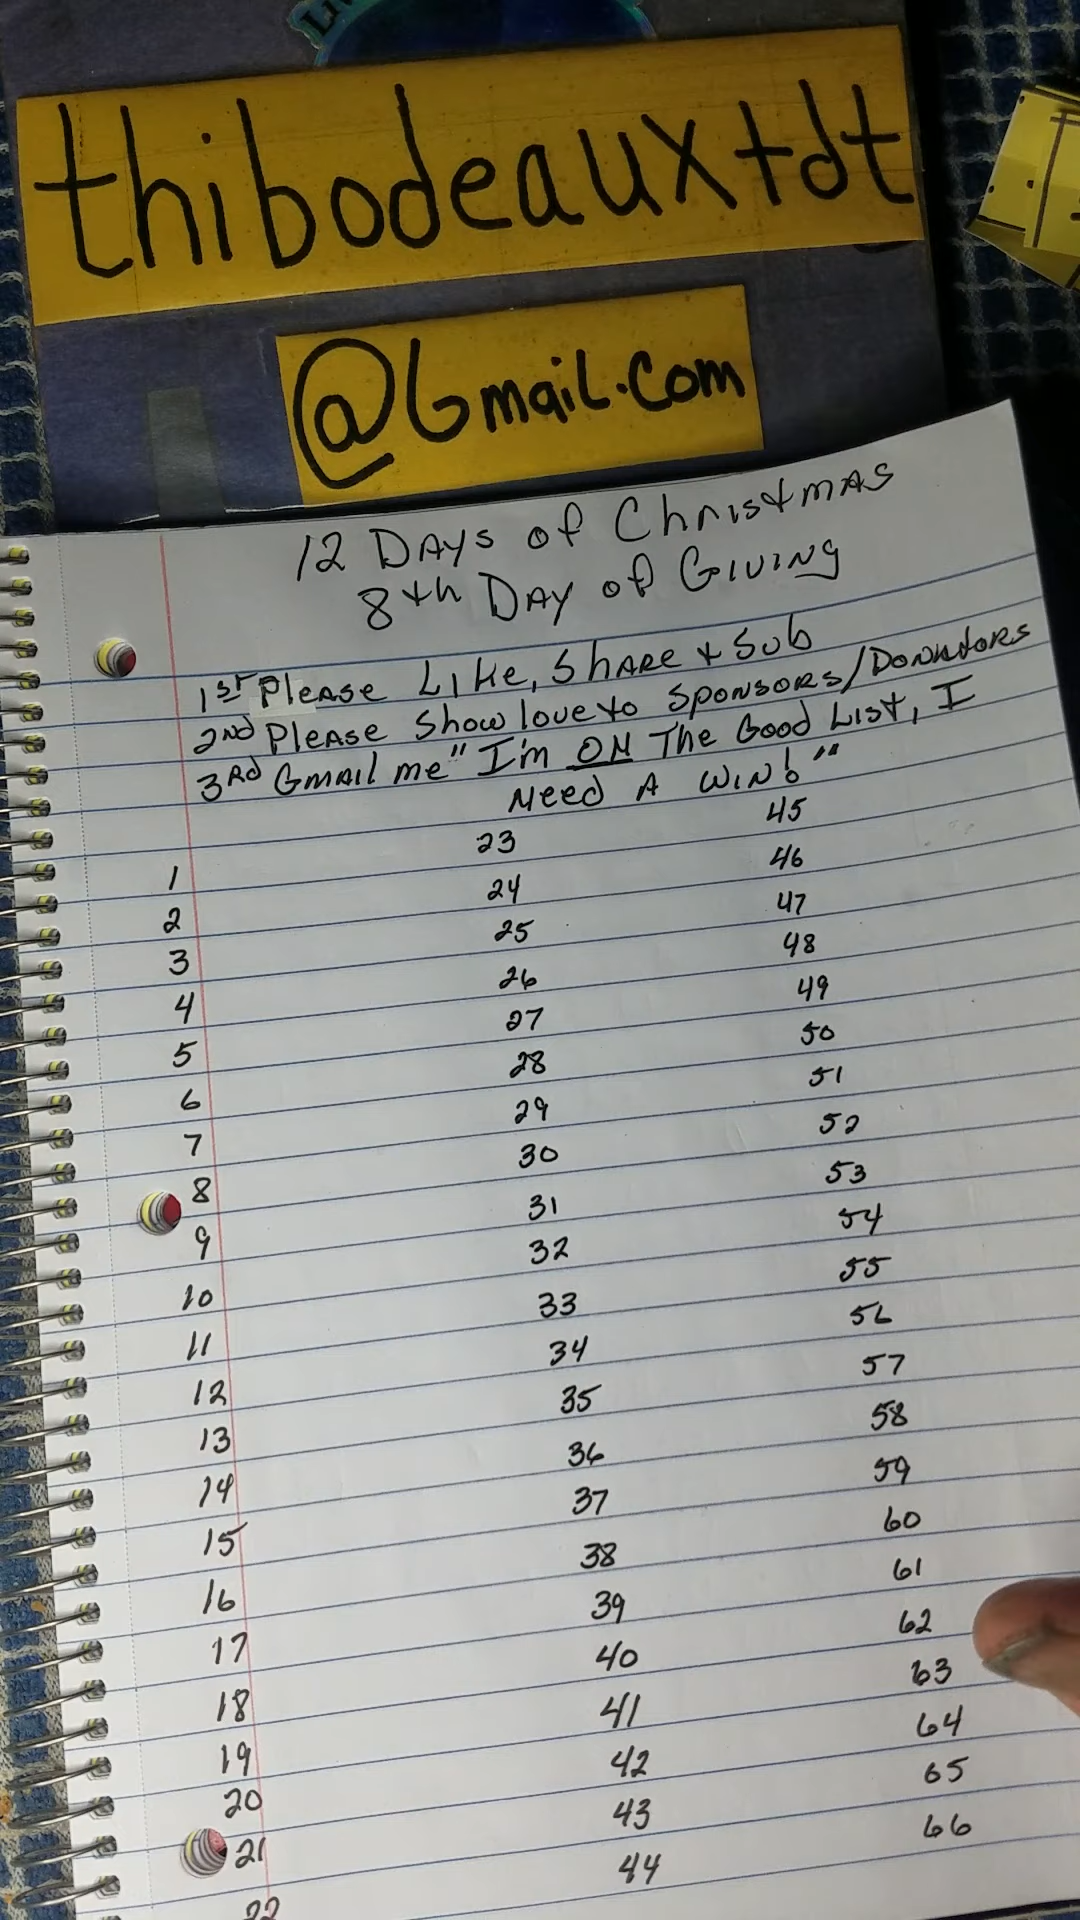 thibodeauxtdt
@Gmail.com
12 DAYS of ChristmAS
8th DAY of GIVING
1st PleASE LIKE, ShARE & Sub
2ND PleASE Show love to SPONSORS/DONAtORS
3RD GMAIL me "I'm ON The Good List, I
Need A WIN!"
1 23 45
2 24 46
3 25 47
4 26 48
5 27 49
6 28 50
7 29 51
8 30 52
9 31 53
10 32 54
11 33 55
12 34 56
13 35 57
14 36 58
15 37 59
16 38 60
17 39 61
18 40 62
19 41 63
20 42 64
21 43 65
22 44 66